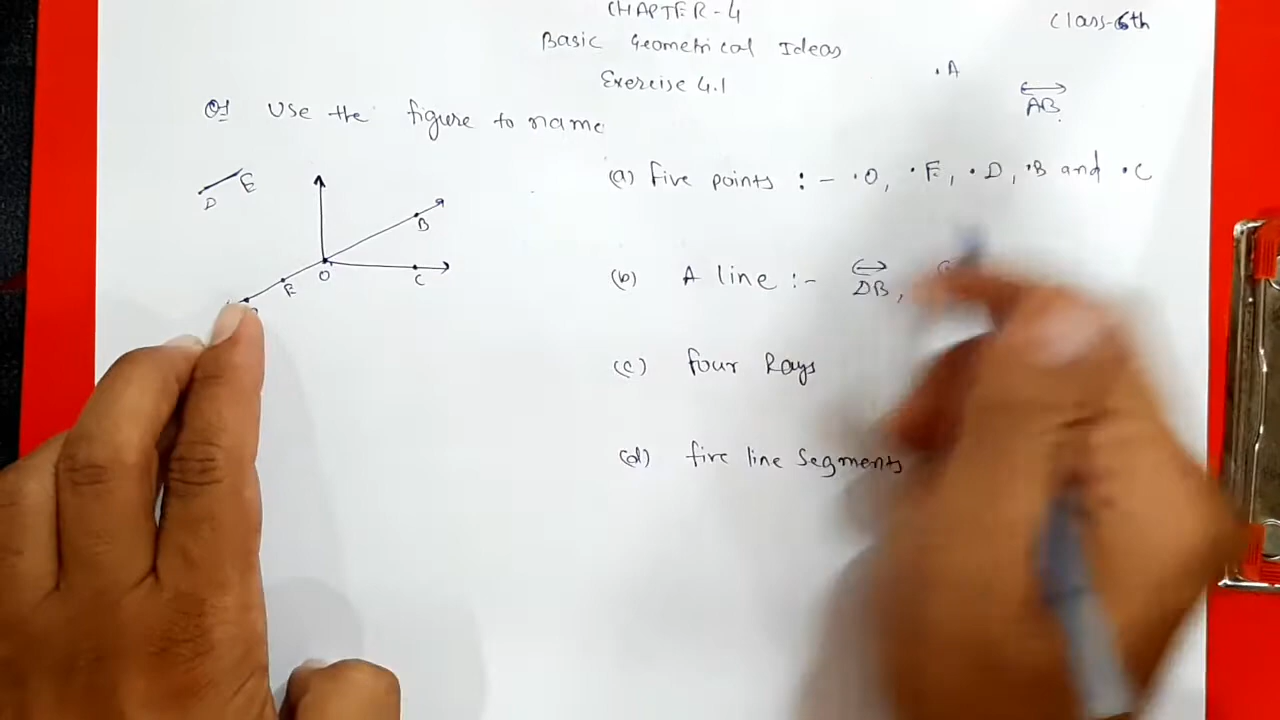 CHAPTER-4
Class-6th
Basic Geometrical Ideas
Exercise 4.1
.A
AB.
Q1 Use the figure to name
(a) Five points :- .O, .E, .D, .B and .C
E
D
B
O
C
E
(b) A line :- DB,
(c) four Rays
(d) five line segments